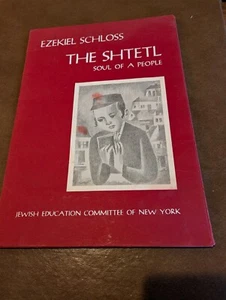 EZEKIEL SCHLOSS
THE SHTETL
SOUL OF A PEOPLE
JEWISH EDUCATION COMMITTEE OF NEW YORK